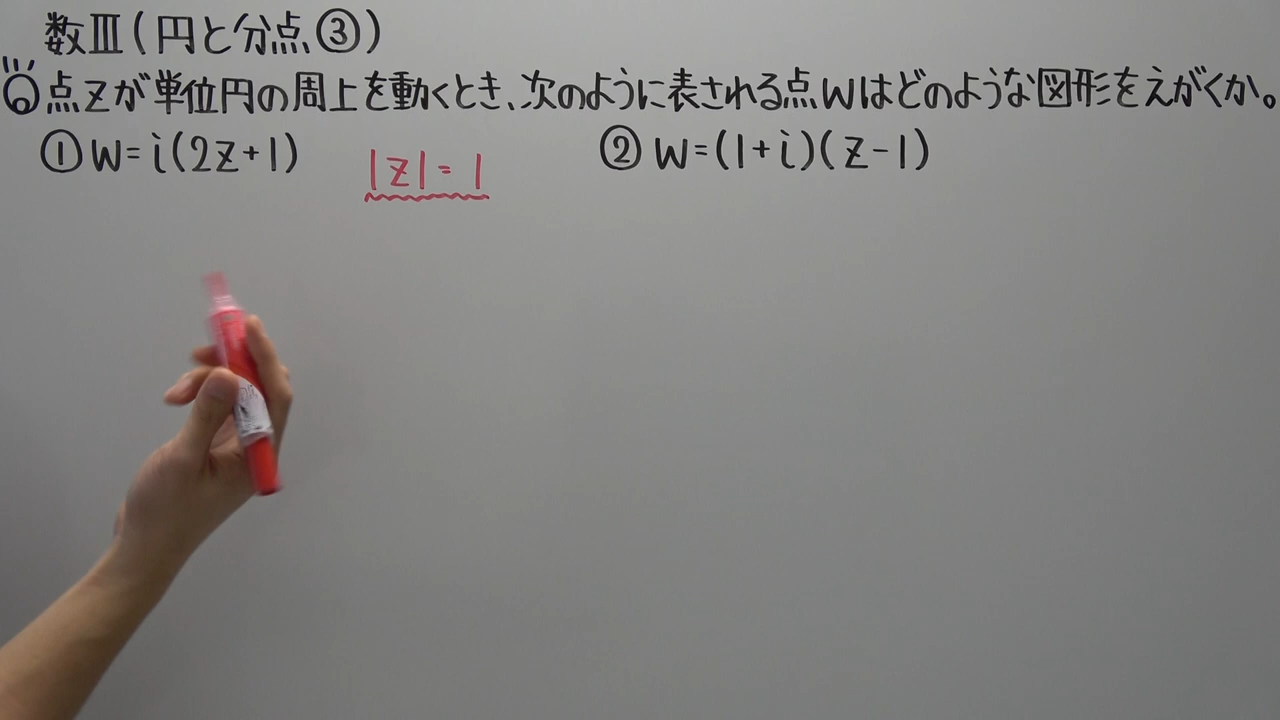 数Ⅲ(円と分点③)
Q 点Zが単位円の周上を動くとき、次のように表される点Wはどのような図形をえがくか。
①W=i(2Z+1) |Z|=1 ②W=(1+i)(Z-1)